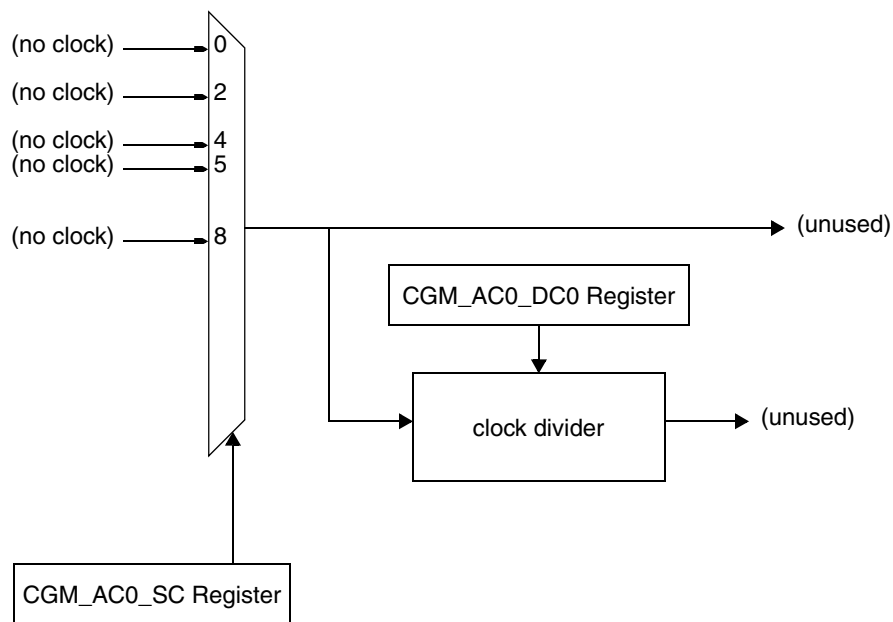 (no clock) 0
(no clock) 2
(no clock) 4
(no clock) 5
(no clock) 8
(unused)
CGM_AC0_DC0 Register
clock divider
(unused)
CGM_AC0_SC Register